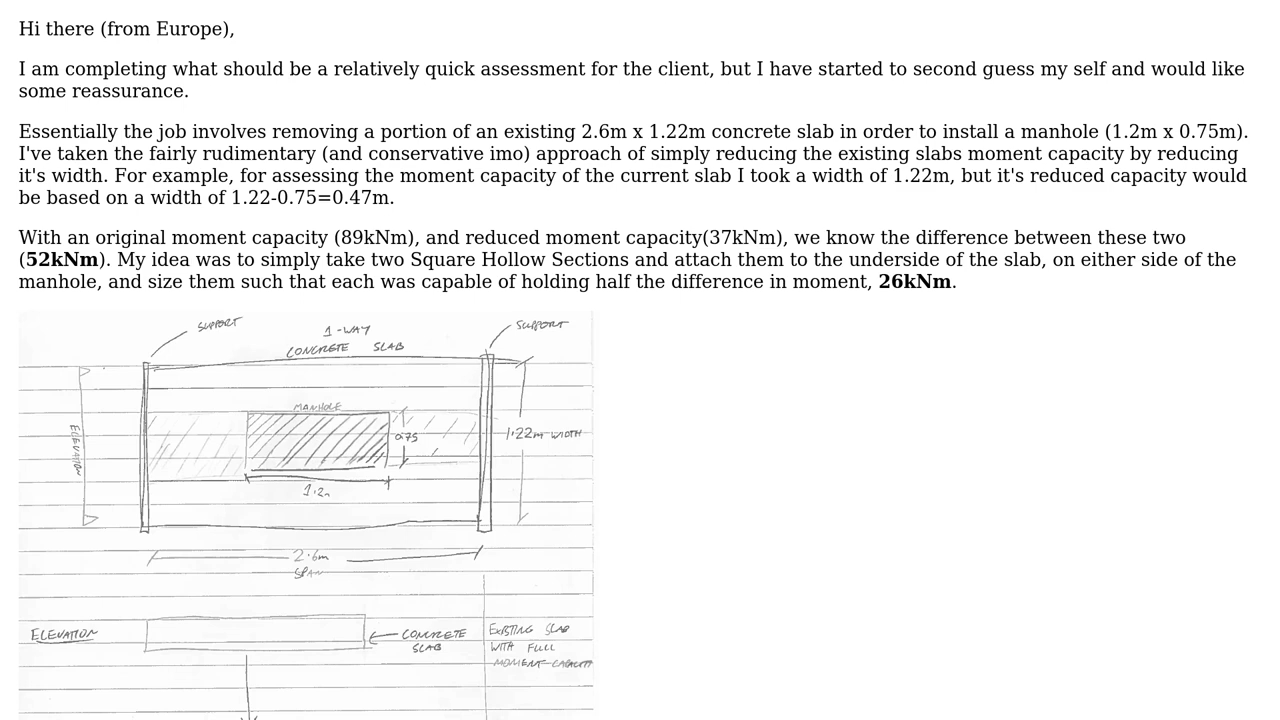 Hi there (from Europe),
I am completing what should be a relatively quick assessment for the client, but I have started to second guess my self and would like
some reassurance.
Essentially the job involves removing a portion of an existing 2.6m x 1.22m concrete slab in order to install a manhole (1.2m x 0.75m).
I've taken the fairly rudimentary (and conservative imo) approach of simply reducing the existing slabs moment capacity by reducing
it's width. For example, for assessing the moment capacity of the current slab I took a width of 1.22m, but it's reduced capacity would
be based on a width of 1.22-0.75=0.47m.
With an original moment capacity (89kNm), and reduced moment capacity(37kNm), we know the difference between these two
(52kNm). My idea was to simply take two Square Hollow Sections and attach them to the underside of the slab, on either side of the
manhole, and size them such that each was capable of holding half the difference in moment, 26kNm.
SUPPORT
1-WAY
CONCRETE SLAB
SUPPORT
MANHOLE
ELEVATION
0.75
1.22m WIDTH
1.2m
2.6m
SPAN
ELEVATION
CONCRETE
SLAB
EXISTING SLAB
WITH FULL
MOMENT CAPACITY